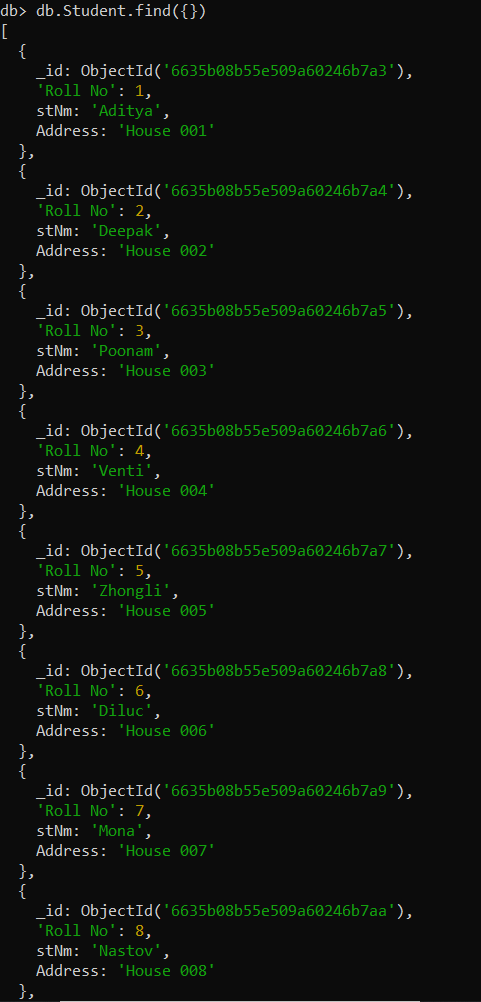 db> db.Student.find({})
[
  {
    _id: ObjectId('6635b08b55e509a60246b7a3'),
    'Roll No': 1,
    stNm: 'Aditya',
    Address: 'House 001'
  },
  {
    _id: ObjectId('6635b08b55e509a60246b7a4'),
    'Roll No': 2,
    stNm: 'Deepak',
    Address: 'House 002'
  },
  {
    _id: ObjectId('6635b08b55e509a60246b7a5'),
    'Roll No': 3,
    stNm: 'Poonam',
    Address: 'House 003'
  },
  {
    _id: ObjectId('6635b08b55e509a60246b7a6'),
    'Roll No': 4,
    stNm: 'Venti',
    Address: 'House 004'
  },
  {
    _id: ObjectId('6635b08b55e509a60246b7a7'),
    'Roll No': 5,
    stNm: 'Zhongli',
    Address: 'House 005'
  },
  {
    _id: ObjectId('6635b08b55e509a60246b7a8'),
    'Roll No': 6,
    stNm: 'Diluc',
    Address: 'House 006'
  },
  {
    _id: ObjectId('6635b08b55e509a60246b7a9'),
    'Roll No': 7,
    stNm: 'Mona',
    Address: 'House 007'
  },
  {
    _id: ObjectId('6635b08b55e509a60246b7aa'),
    'Roll No': 8,
    stNm: 'Nastov',
    Address: 'House 008'
  },